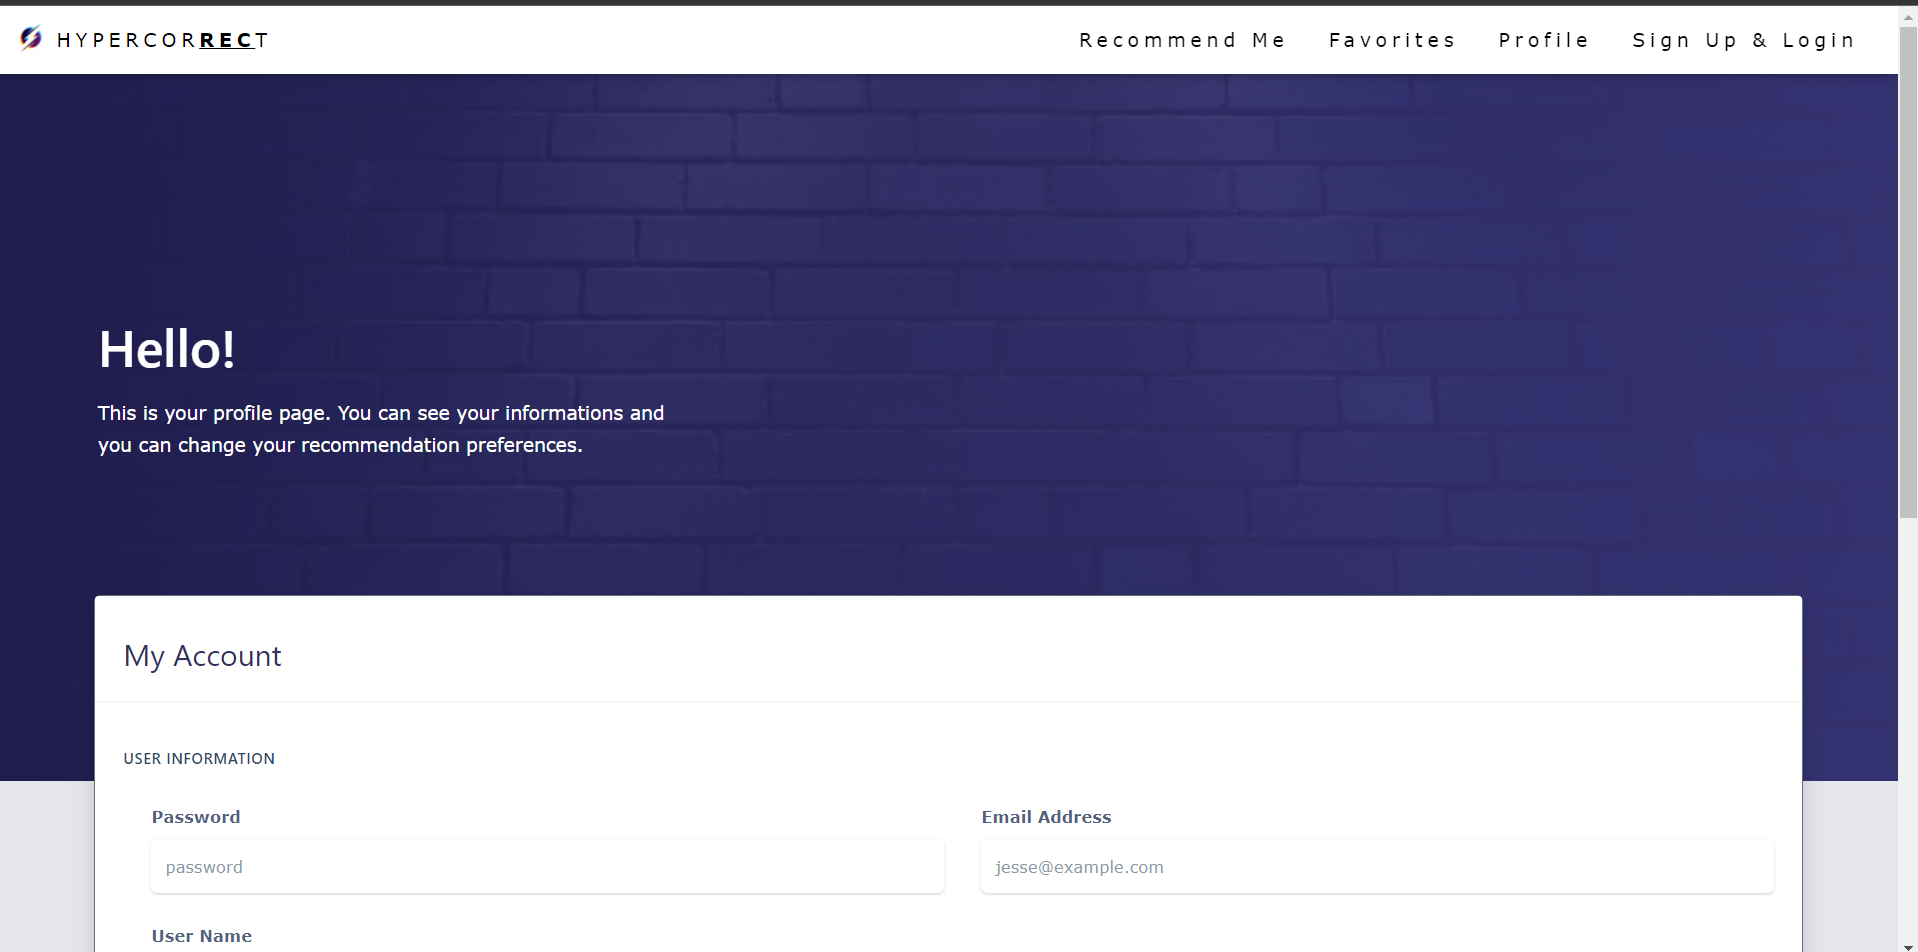 HYPERCORRECT
Recommend Me Favorites Profile Sign Up & Login
Hello!
This is your profile page. You can see your informations and
you can change your recommendation preferences.
My Account
USER INFORMATION
Password
password
Email Address
jesse@example.com
User Name